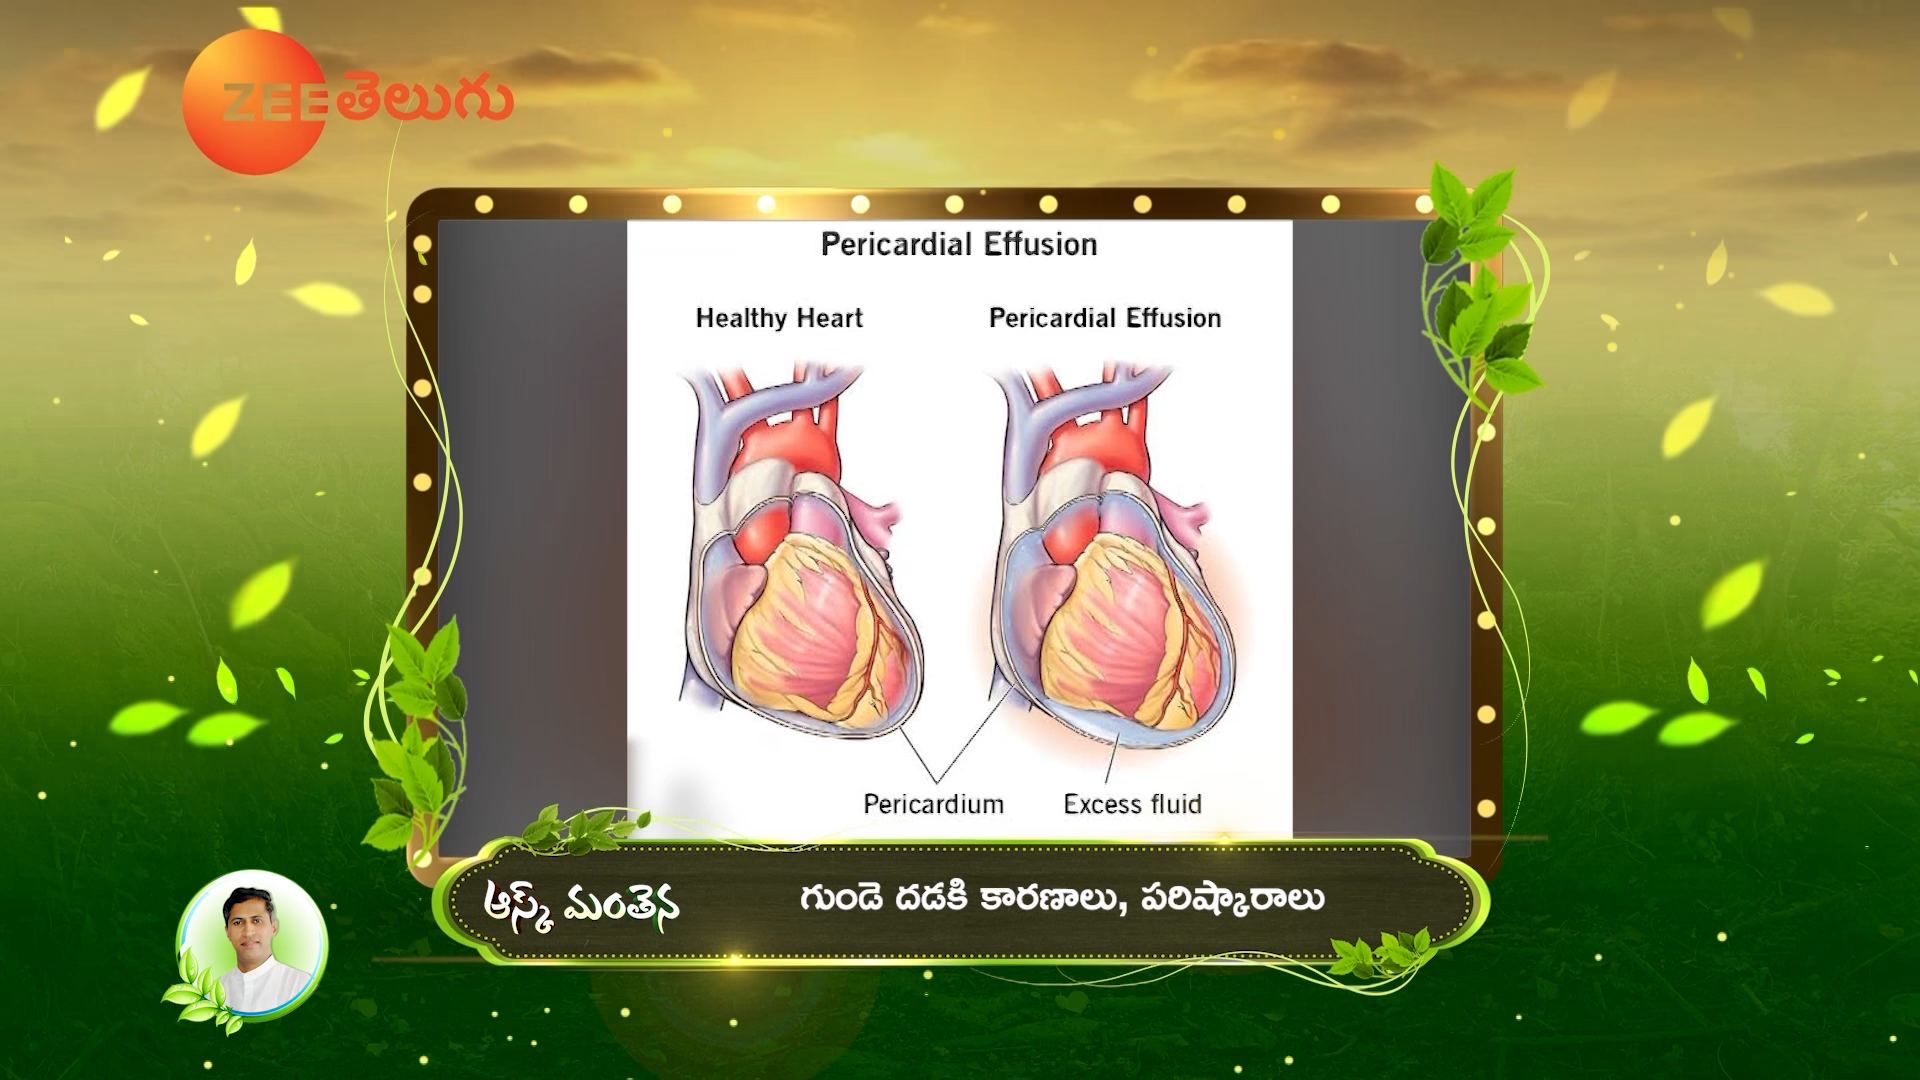 ZEE తెలుగు
Pericardial Effusion
Healthy Heart
Pericardial Effusion
Pericardium
Excess fluid
ఆస్క్ మంతెన
గుండె దడకి కారణాలు, పరిష్కారాలు